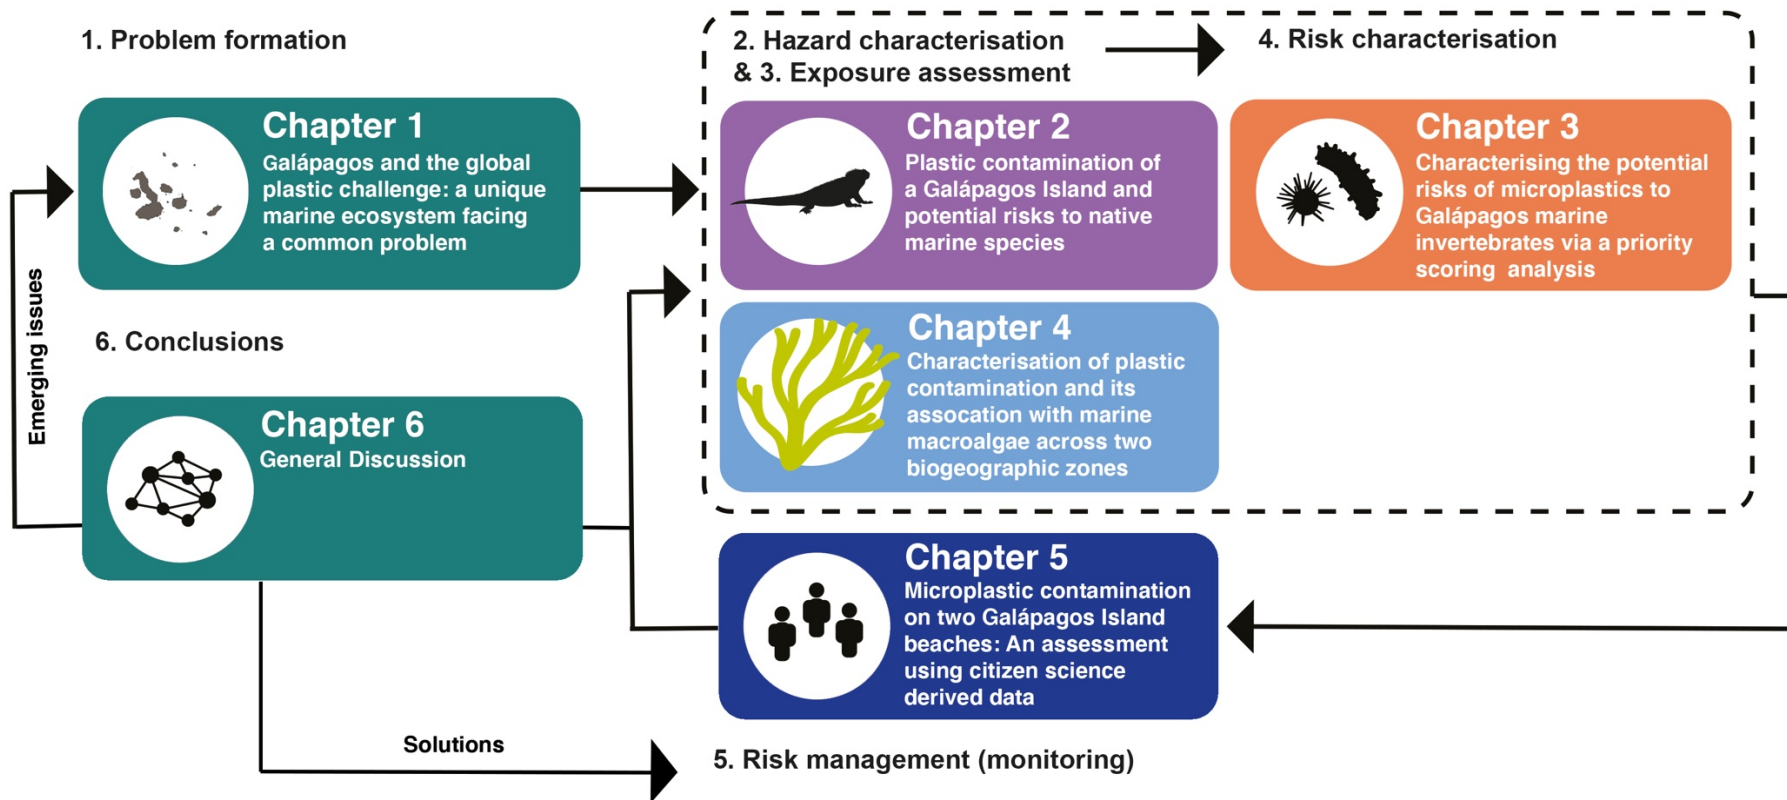 1. Problem formation
Chapter 1
Galápagos and the global
plastic challenge: a unique
marine ecosystem facing
a common problem
2. Hazard characterisation
& 3. Exposure assessment
4. Risk characterisation
Chapter 2
Plastic contamination of
a Galápagos Island and
potential risks to native
marine species
Chapter 3
Characterising the potential
risks of microplastics to
Galápagos marine
invertebrates via a priority
scoring analysis
Chapter 4
Characterisation of plastic
contamination and its
assocation with marine
macroalgae across two
biogeographic zones
Emerging issues
6. Conclusions
Chapter 6
General Discussion
Chapter 5
Microplastic contamination
on two Galápagos Island
beaches: An assessment
using citizen science
derived data
Solutions
5. Risk management (monitoring)